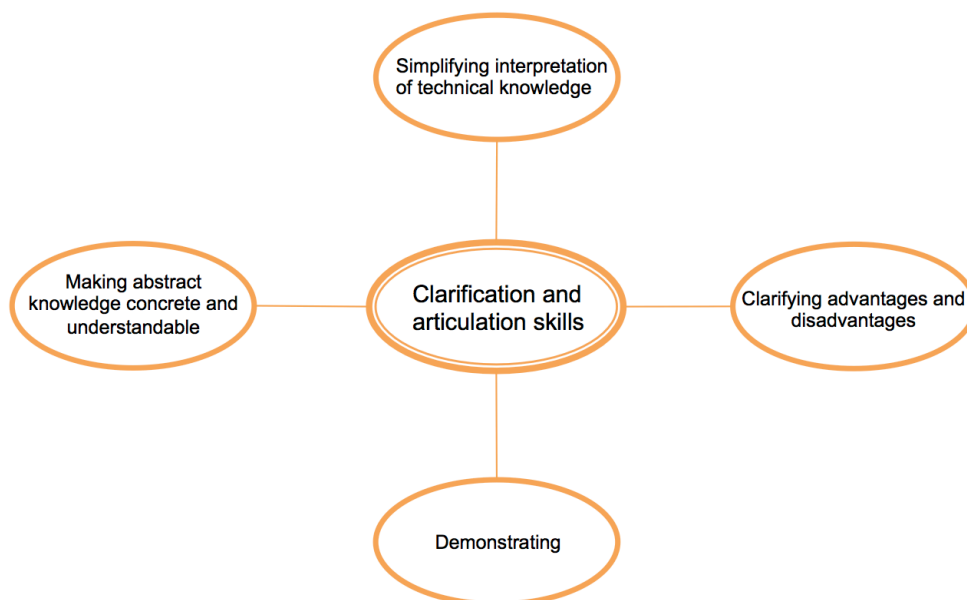 Simplifying interpretation
of technical knowledge
Making abstract
knowledge concrete and
understandable
Clarification and
articulation skills
Clarifying advantages and
disadvantages
Demonstrating